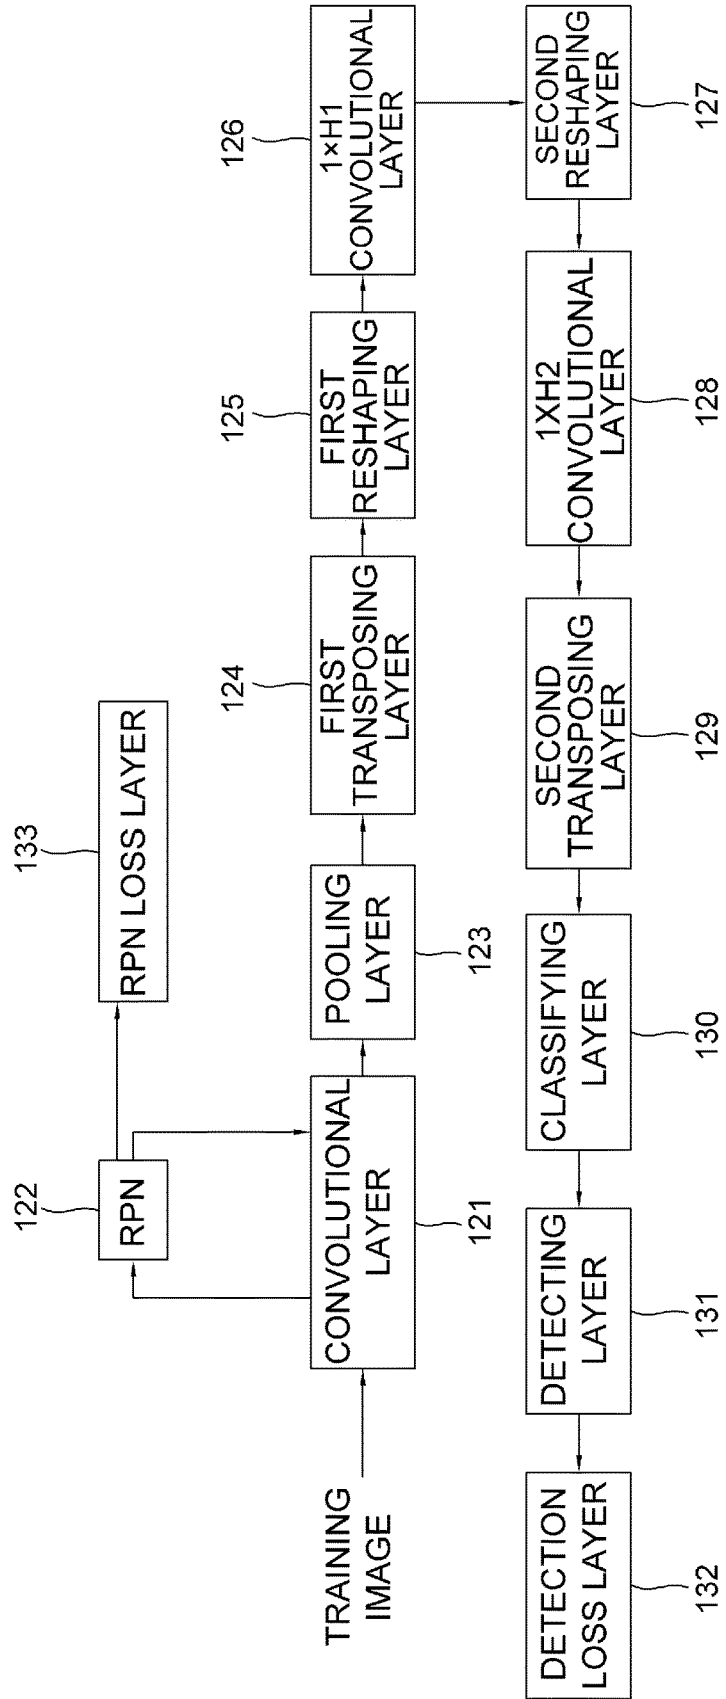 133
RPN LOSS LAYER
122
RPN
TRAINING
IMAGE
CONVOLUTIONAL
LAYER
121
POOLING
LAYER
123
124
FIRST
TRANSPOSING
LAYER
125
FIRST
RESHAPING
LAYER
126
1×H1
CONVOLUTIONAL
LAYER
SECOND
RESHAPING
LAYER
127
1XH2
CONVOLUTIONAL
LAYER
128
SECOND
TRANSPOSING
LAYER
129
CLASSIFYING
LAYER
130
DETECTING
LAYER
131
DETECTION
LOSS LAYER
132